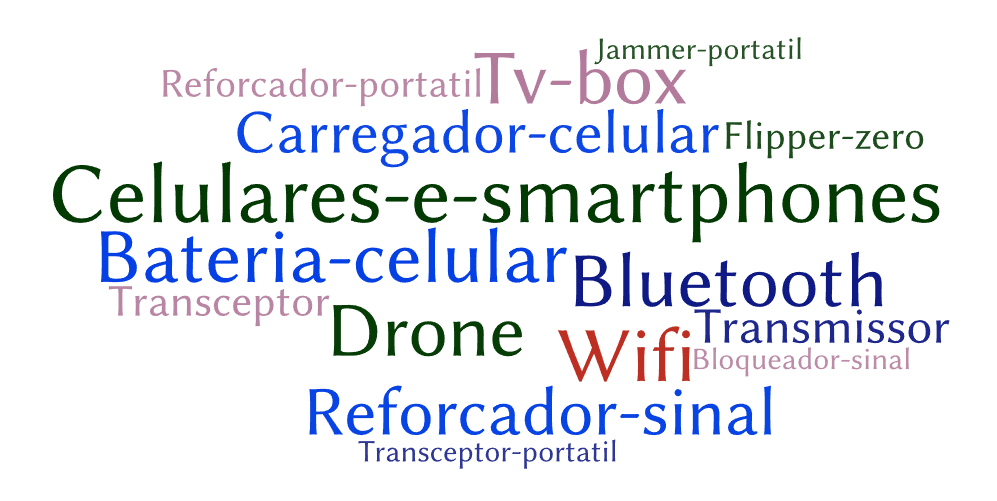 Jammer-portatil
Reforcador-portatil
Tv-box
Carregador-celular
Flipper-zero
Celulares-e-smartphones
Bateria-celular
Bluetooth
Transceptor
Drone
Transmissor
Wifi
Bloqueador-sinal
Reforcador-sinal
Transceptor-portatil